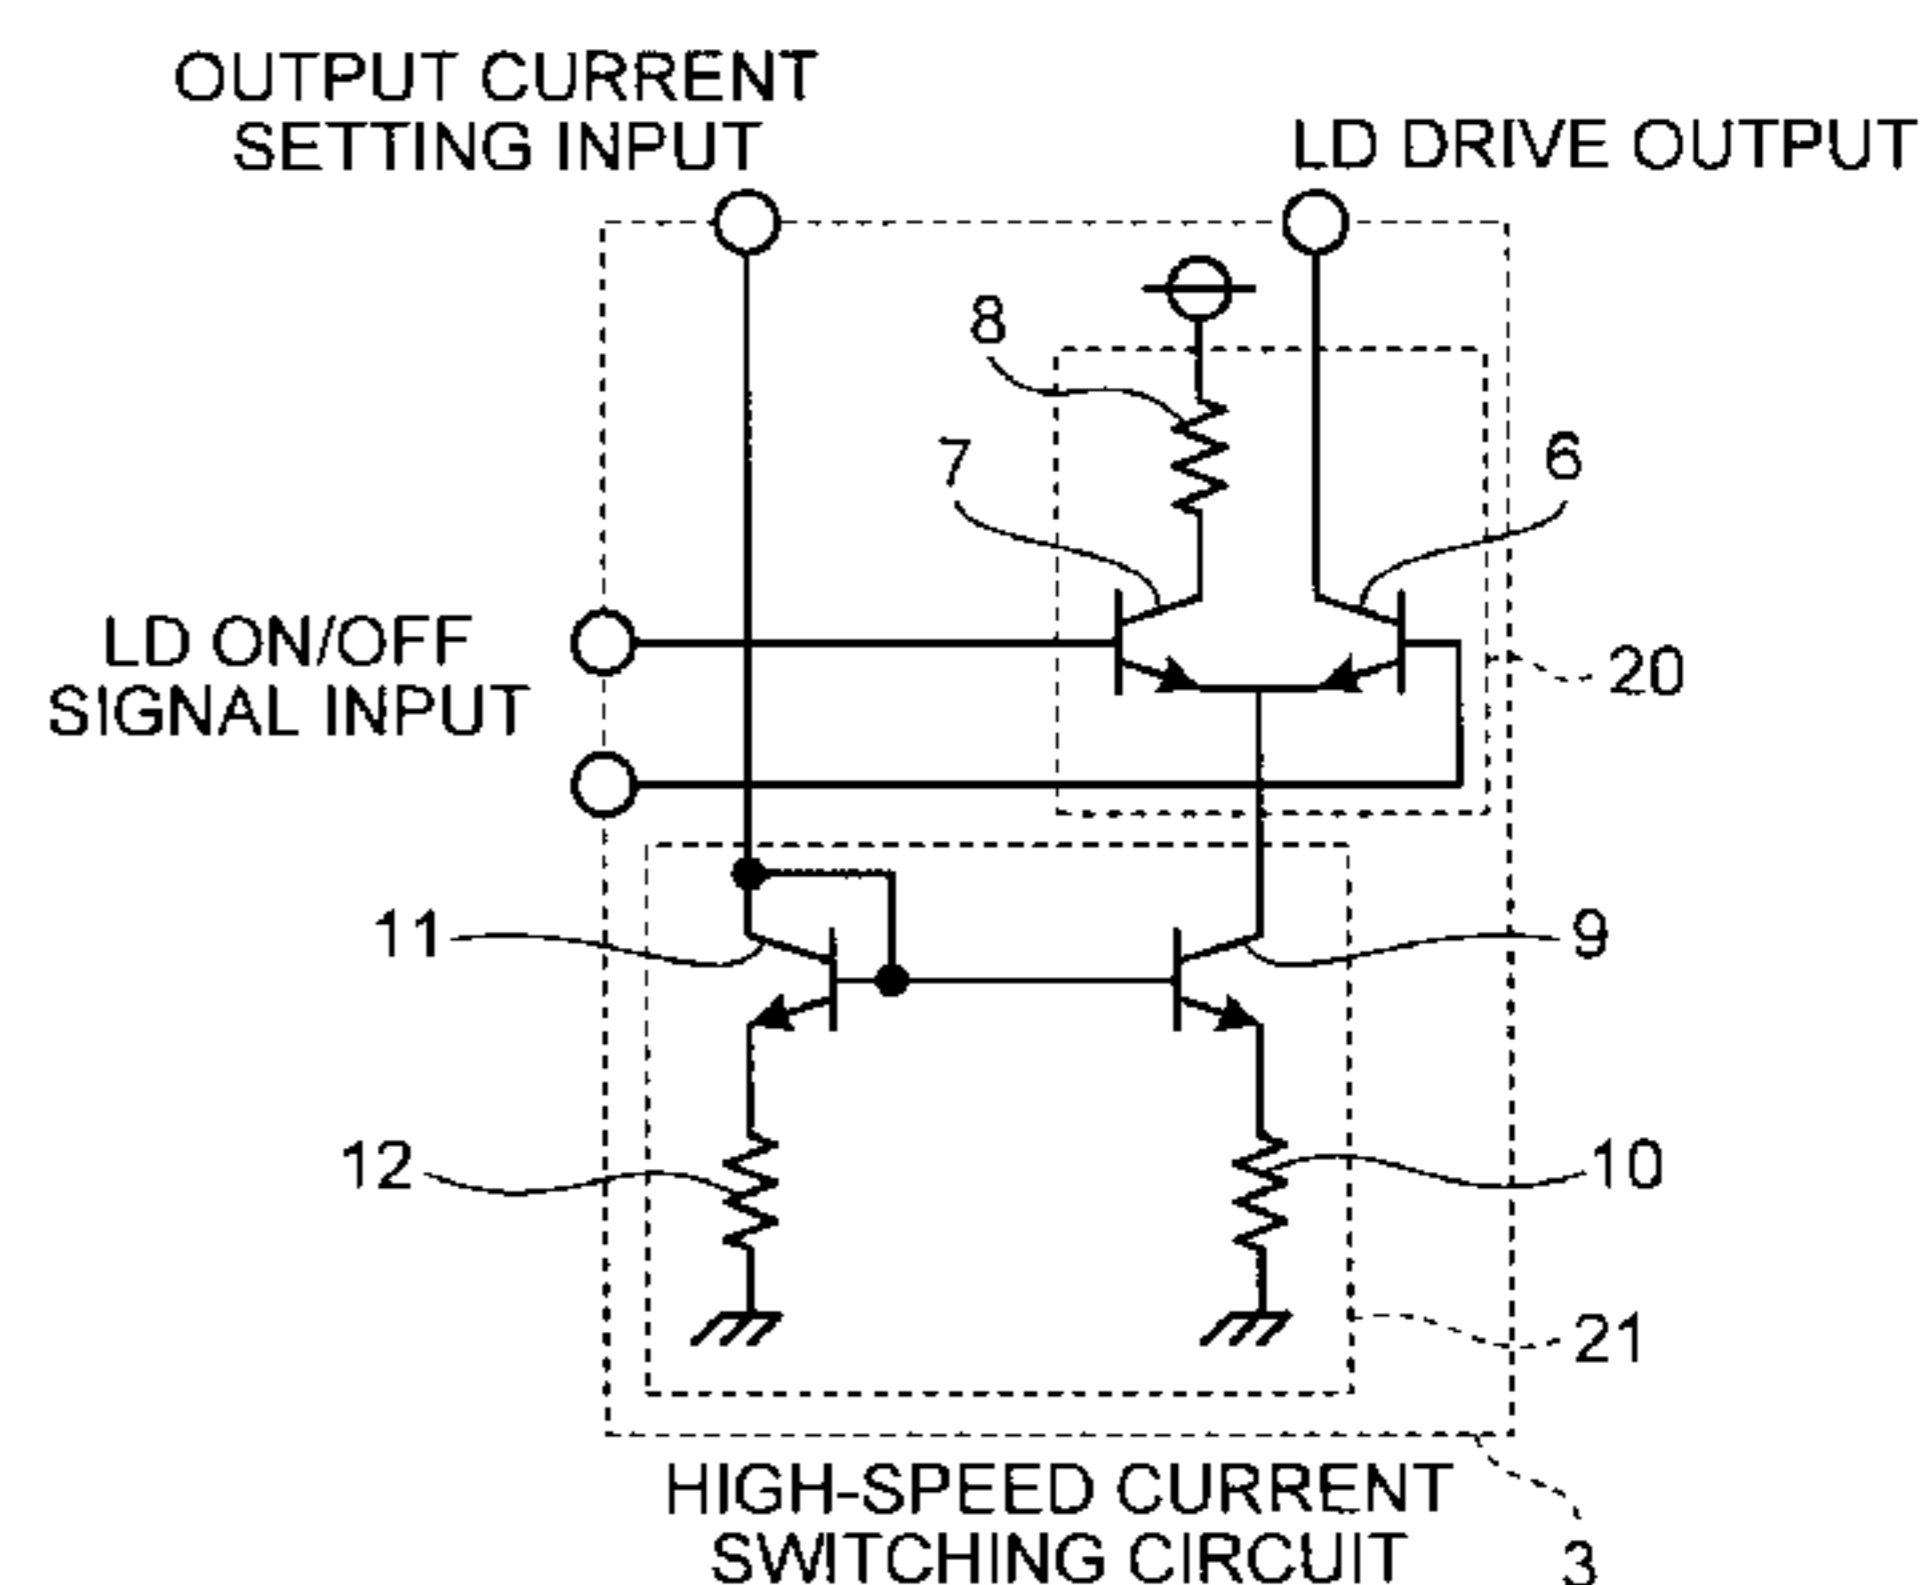 OUTPUT CURRENT
SETTING INPUT
LD DRIVE OUTPUT
8
7
6
LD ON/OFF
SIGNAL INPUT
20
11
9
12
10
21
HIGH-SPEED CURRENT
SWITCHING CIRCUIT
3